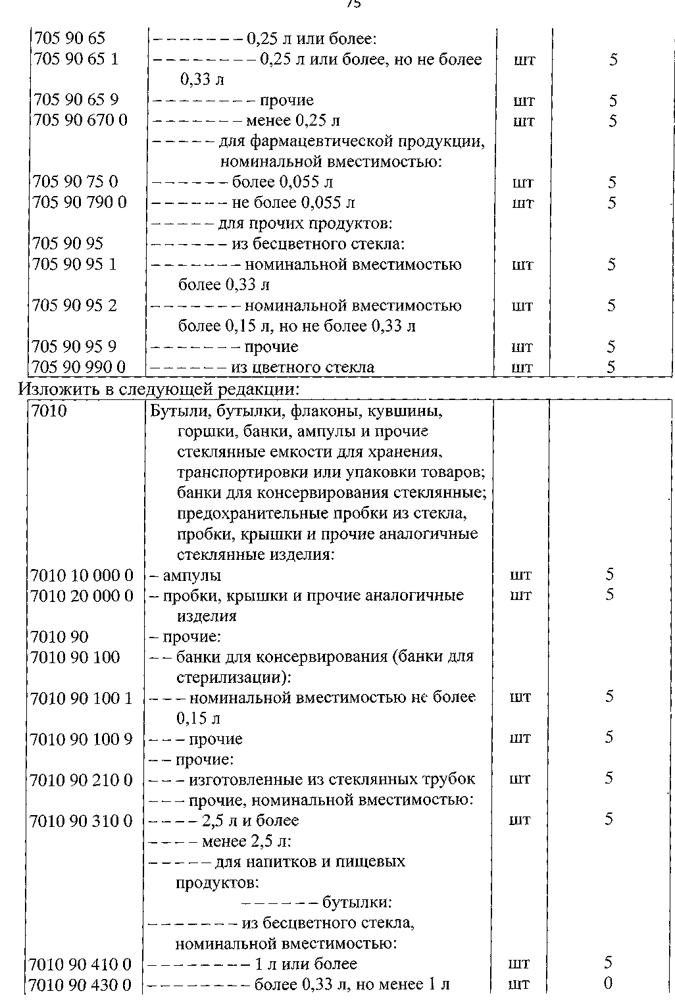 75
705 90 65 – – – – – – – 0,25 л или более:
705 90 65 1 – – – – – – – – 0,25 л или более, но не более шт 5
0,33 л
705 90 65 9 – – – – – – – – прочие шт 5
705 90 670 0 – – – – – – – менее 0,25 л шт 5
– – – – – для фармацевтической продукции,
номинальной вместимостью:
705 90 75 0 – – – – – – более 0,055 л шт 5
705 90 790 0 – – – – – – не более 0,055 л шт 5
– – – – – для прочих продуктов:
705 90 95 – – – – – – из бесцветного стекла:
705 90 95 1 – – – – – – – номинальной вместимостью шт 5
более 0,33 л
705 90 95 2 – – – – – – – номинальной вместимостью шт 5
более 0,15 л, но не более 0,33 л
705 90 95 9 – – – – – – – прочие шт 5
705 90 990 0 – – – – – – из цветного стекла шт 5
Изложить в следующей редакции:
7010 Бутыли, бутылки, флаконы, кувшины,
горшки, банки, ампулы и прочие
стеклянные емкости для хранения,
транспортировки или упаковки товаров;
банки для консервирования стеклянные;
предохранительные пробки из стекла,
пробки, крышки и прочие аналогичные
стеклянные изделия:
7010 10 000 0 – ампулы шт 5
7010 20 000 0 – пробки, крышки и прочие аналогичные шт 5
изделия
7010 90 – прочие:
7010 90 100 – – банки для консервирования (банки для
стерилизации):
7010 90 100 1 – – – номинальной вместимостью не более шт 5
0,15 л
7010 90 100 9 – – – прочие шт 5
– – прочие:
7010 90 210 0 – – – изготовленные из стеклянных трубок шт 5
– – – прочие, номинальной вместимостью:
7010 90 310 0 – – – – 2,5 л и более шт 5
– – – – менее 2,5 л:
– – – – – для напитков и пищевых
продуктов:
– – – – – – бутылки:
– – – – – – – из бесцветного стекла,
номинальной вместимостью:
7010 90 410 0 – – – – – – – – 1 л или более шт 5
7010 90 430 0 – – – – – – – – более 0,33 л, но менее 1 л шт 0